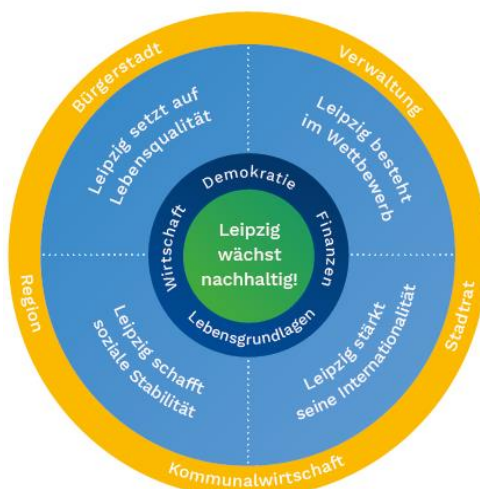 Bürgerstadt
Verwaltung
Leipzig setzt auf
Lebensqualität
Leipzig besteht
im Wettbewerb
Demokratie
Wirtschaft
Finanzen
Leipzig
wächst
nachhaltig!
Lebensgrundlagen
Region
Stadtrat
Leipzig schafft
soziale Stabilität
Leipzig stärkt
seine Internationalität
Kommunalwirtschaft